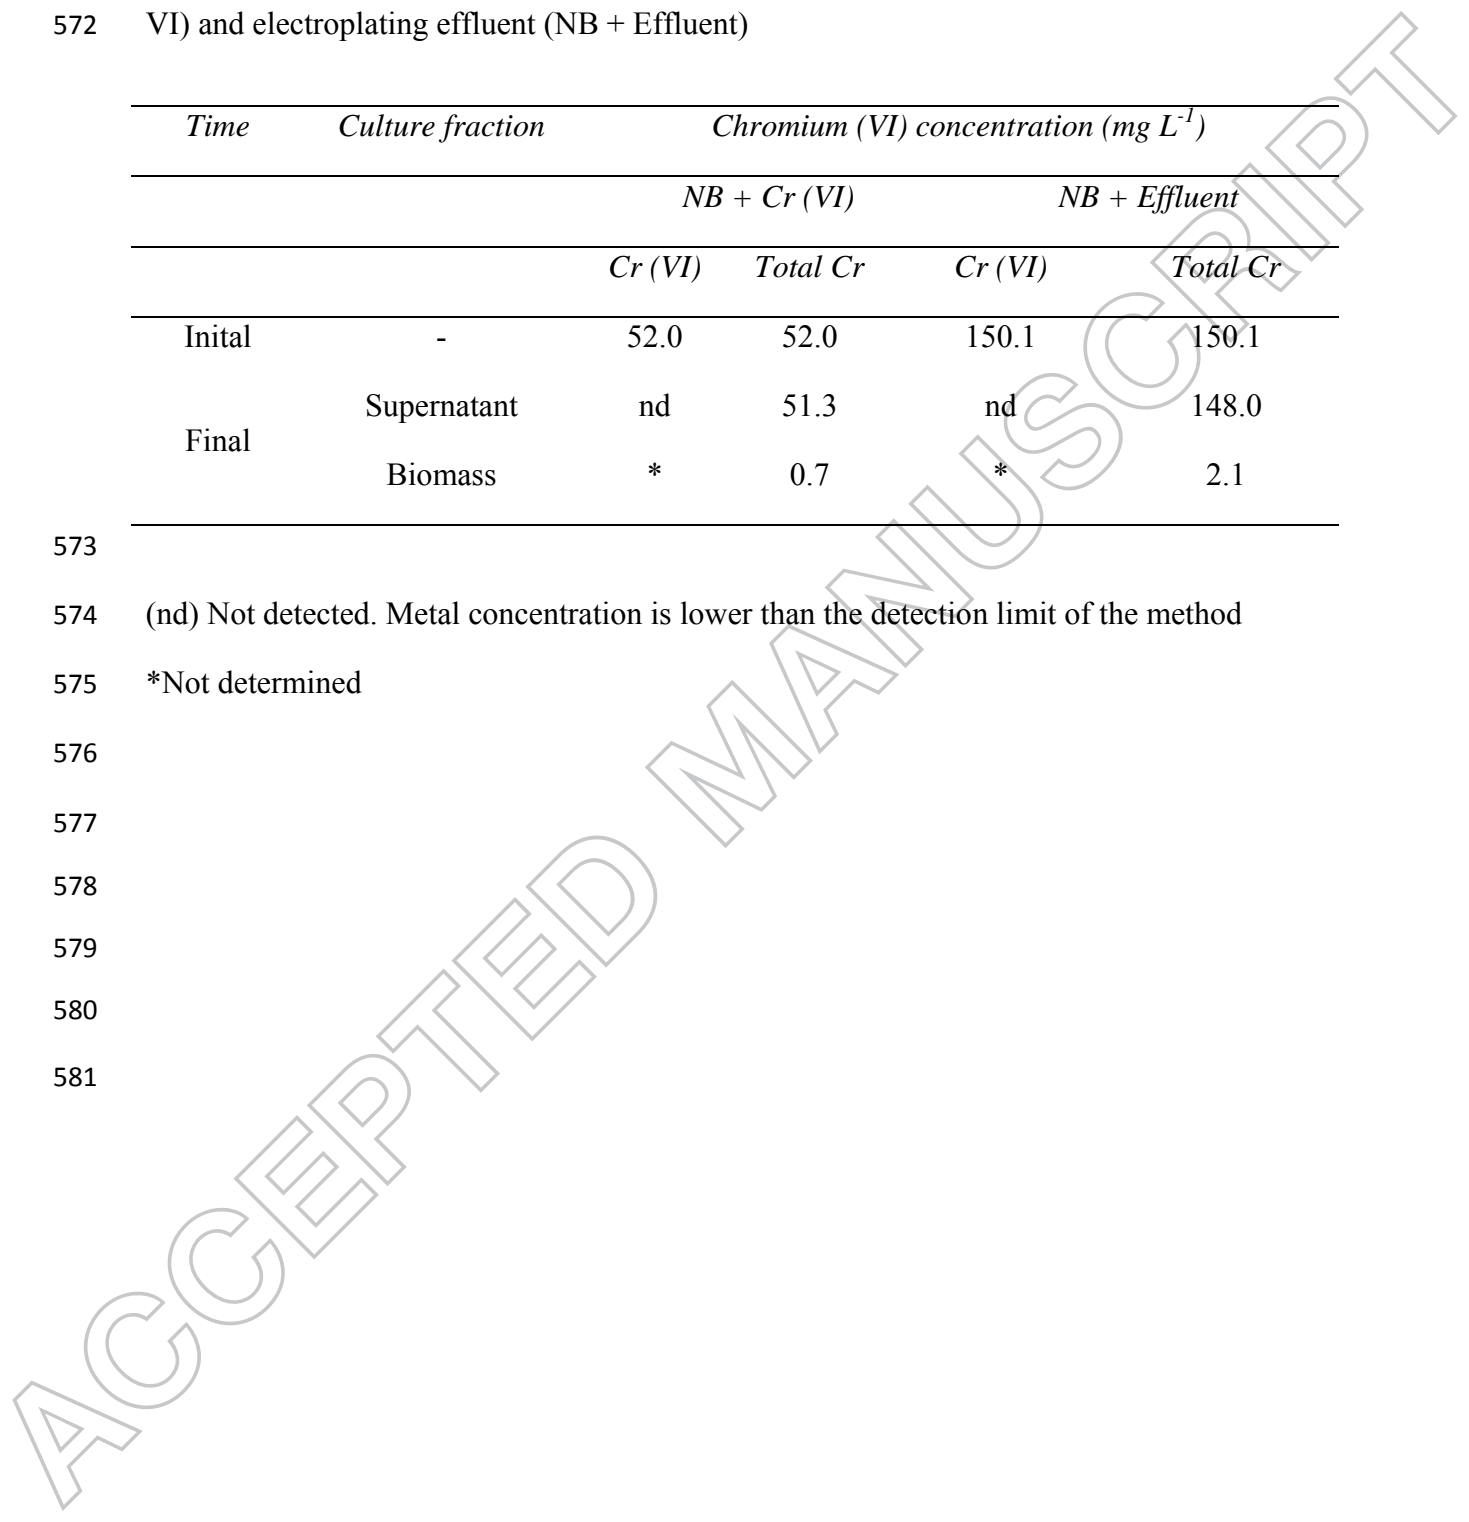 572 VI) and electroplating effluent (NB + Effluent)
Time Culture fraction Chromium (VI) concentration (mg L-1)
NB + Cr (VI) NB + Effluent
Cr (VI) Total Cr Cr (VI) Total Cr
Inital - 52.0 52.0 150.1 150.1
Supernatant nd 51.3 nd 148.0
Final
Biomass * 0.7 * 2.1
573
574 (nd) Not detected. Metal concentration is lower than the detection limit of the method
575 *Not determined
576
577
578
579
580
581
ACCEPTED MANUSCRIPT